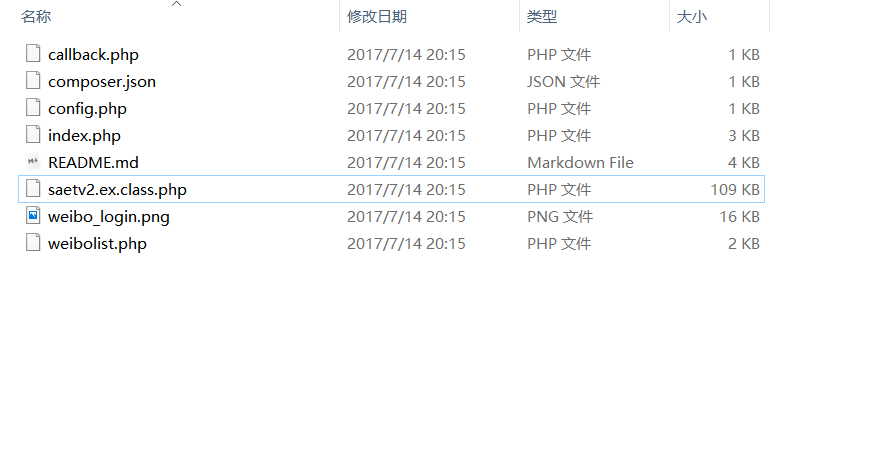 名称 修改日期 类型 大小
callback.php 2017/7/14 20:15 PHP 文件 1 KB
composer.json 2017/7/14 20:15 JSON 文件 1 KB
config.php 2017/7/14 20:15 PHP 文件 1 KB
index.php 2017/7/14 20:15 PHP 文件 3 KB
README.md 2017/7/14 20:15 Markdown File 4 KB
saetv2.ex.class.php 2017/7/14 20:15 PHP 文件 109 KB
weibo_login.png 2017/7/14 20:15 PNG 文件 16 KB
weibolist.php 2017/7/14 20:15 PHP 文件 2 KB